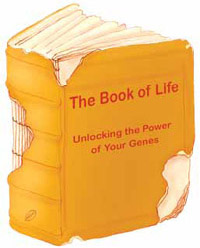 The Book of Life
Unlocking the Power
of Your Genes